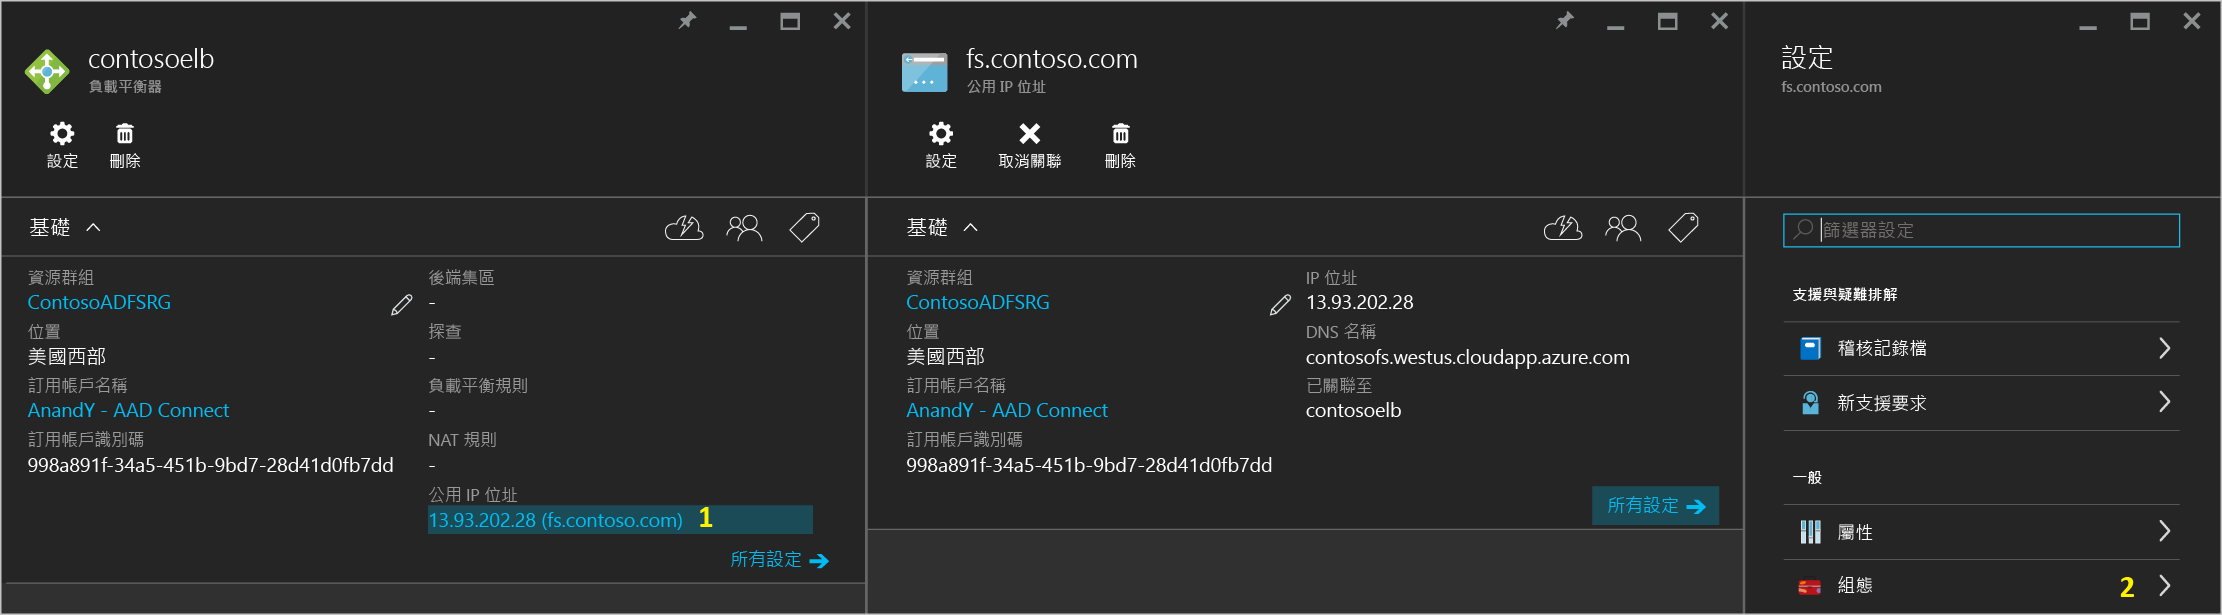 contosoelb
負載平衡器
設定
刪除
基礎
資源群組
ContosoADFSRG
位置
美國西部
訂用帳戶名稱
AnandY - AAD Connect
訂用帳戶識別碼
998a891f-34a5-451b-9bd7-28d41d0fb7dd
後端集區
-
探查
-
負載平衡規則
-
NAT 規則
-
公用 IP 位址
13.93.202.28 (fs.contoso.com) 1
所有設定
fs.contoso.com
公用 IP 位址
設定
取消關聯
刪除
基礎
資源群組
ContosoADFSRG
位置
美國西部
訂用帳戶名稱
AnandY - AAD Connect
訂用帳戶識別碼
998a891f-34a5-451b-9bd7-28d41d0fb7dd
IP 位址
13.93.202.28
DNS 名稱
contosofs.westus.cloudapp.azure.com
已關聯至
contosoelb
所有設定
設定
fs.contoso.com
篩選器設定
支援與疑難排解
稽核記錄檔
新支援要求
一般
屬性
組態 2